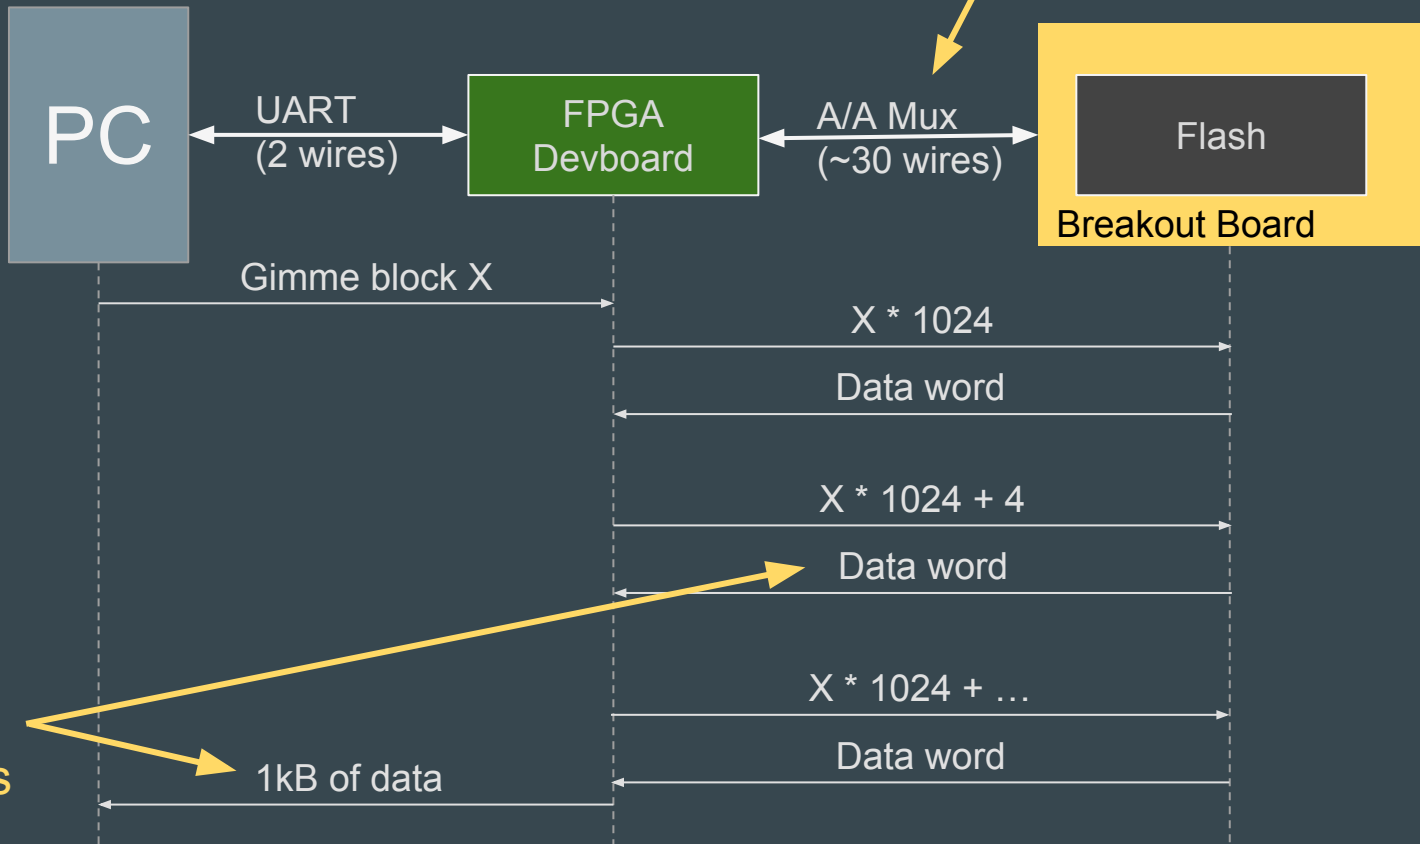 PC
UART
(2 wires)
FPGA
Devboard
A/A Mux
(~30 wires)
Flash
Breakout Board
Gimme block X
X * 1024
Data word
X * 1024 + 4
Data word
X * 1024 + …
Data word
1kB of data